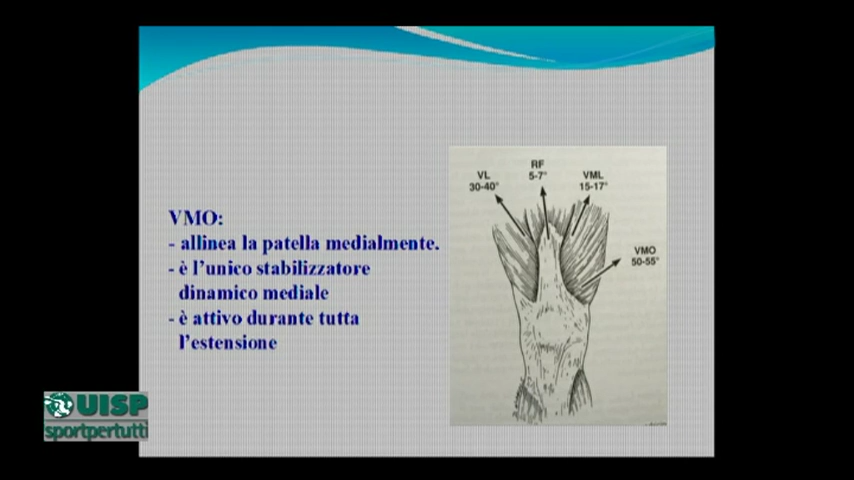 VMO:
- allinea la patella medialmente.
- è l'unico stabilizzatore
dinamico mediale
- è attivo durante tutta
l'estensione
RF
5-7°
VL
30-40°
VML
15-17°
VMO
50-55°
UISP
sportpertutti